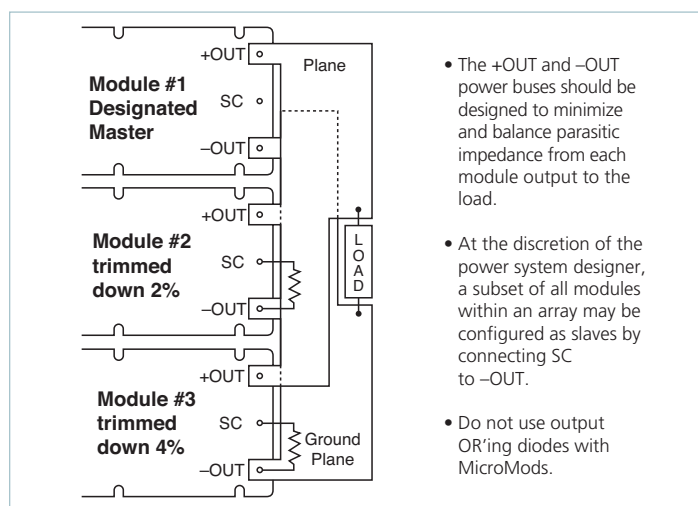 +OUT
Plane
Module #1
Designated
Master
SC
–OUT
+OUT
Module #2
trimmed
down 2%
SC
–OUT
LOAD
+OUT
Module #3
trimmed
down 4%
SC
Ground
Plane
–OUT
• The +OUT and –OUT
power buses should be
designed to minimize
and balance parasitic
impedance from each
module output to the
load.
• At the discretion of the
power system designer,
a subset of all modules
within an array may be
configured as slaves by
connecting SC
to –OUT.
• Do not use output
OR'ing diodes with
MicroMods.